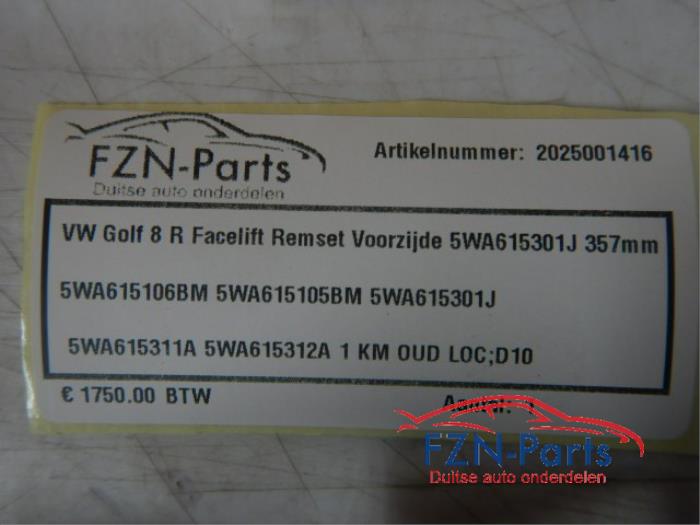 FZN-Parts
Duitse auto onderdelen
Artikelnummer: 2025001416
VW Golf 8 R Facelift Remset Voorzijde 5WA615301J 357mm
5WA615106BM 5WA615105BM 5WA615301J
5WA615311A 5WA615312A 1 KM OUD LOC;D10
€ 1750.00 BTW
FZN-Parts
Duitse auto onderdelen